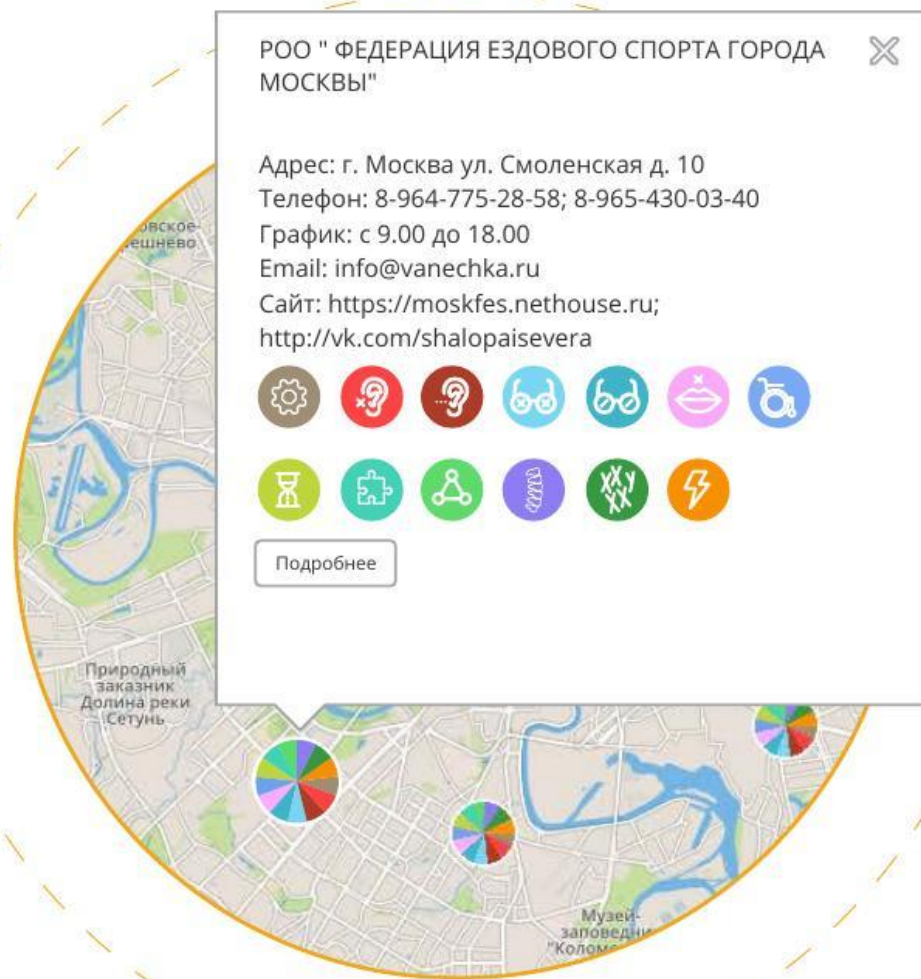 РОО " ФЕДЕРАЦИЯ ЕЗДОВОГО СПОРТА ГОРОДА
МОСКВЫ"
Адрес: г. Москва ул. Смоленская д. 10
Телефон: 8-964-775-28-58; 8-965-430-03-40
График: с 9.00 до 18.00
Email: info@vanechka.ru
Сайт: https://moskfes.nethouse.ru;
http://vk.com/shalopaisevera
XX y
XX
Подробнее
Природный
заказник
Долина реки
Сетунь
Музей-